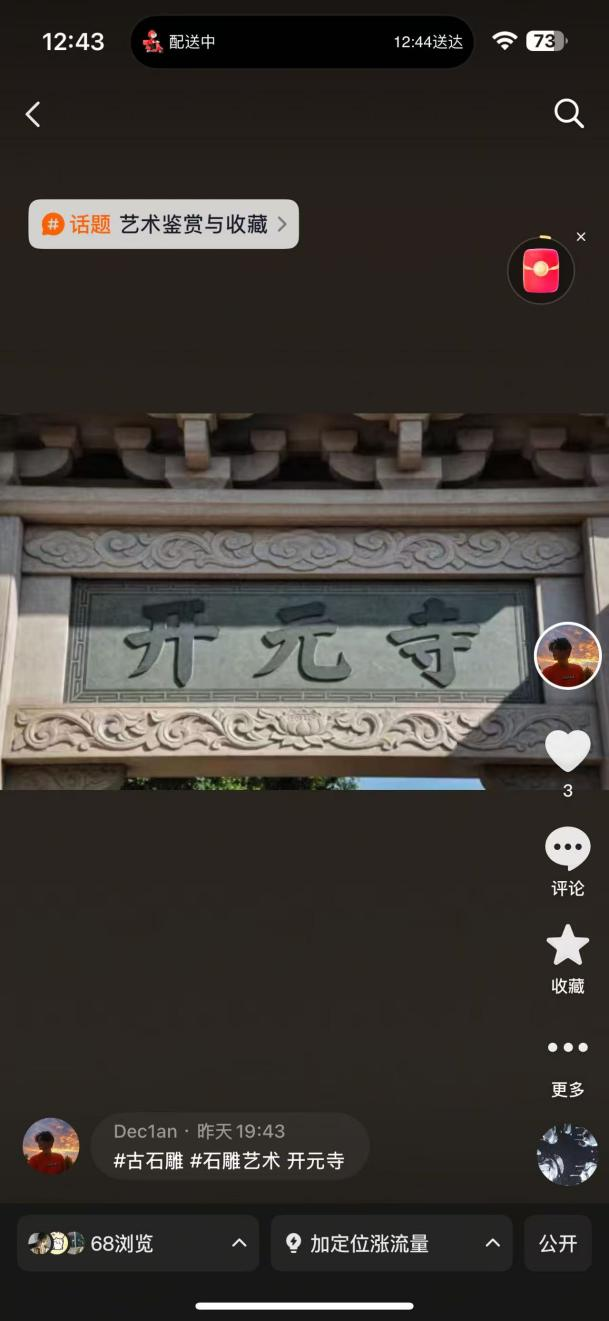 12:43
配送中
12:44送达
73
# 话题 艺术鉴赏与收藏
开元寺
3
评论
收藏
更多
Dec1an · 昨天19:43
#古石雕 #石雕艺术 开元寺
68浏览
加定位涨流量
公开